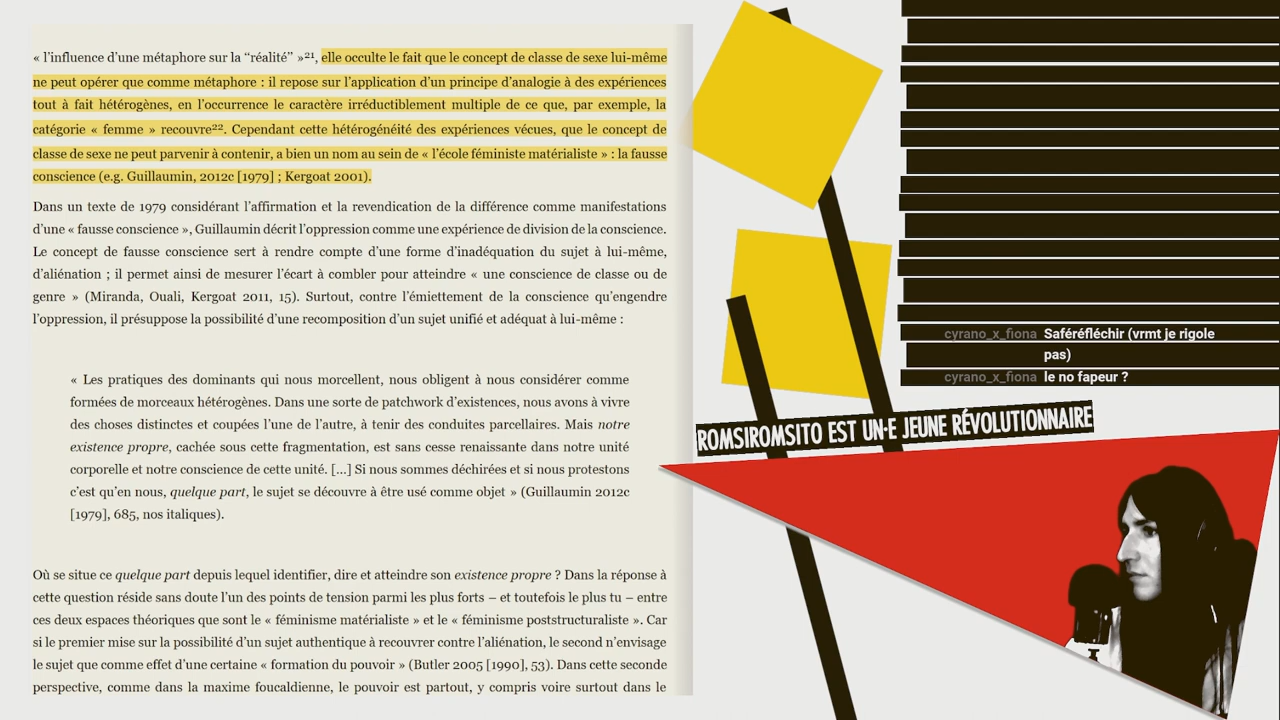 « l’influence d’une métaphore sur la “réalité” »21, elle occulte le fait que le concept de classe de sexe lui-même
ne peut opérer que comme métaphore : il repose sur l’application d’un principe d’analogie à des expériences
tout à fait hétérogènes, en l’occurrence le caractère irréductiblement multiple de ce que, par exemple, la
catégorie « femme » recouvre22. Cependant cette hétérogénéité des expériences vécues, que le concept de
classe de sexe ne peut parvenir à contenir, a bien un nom au sein de « l’école féministe matérialiste » : la fausse
conscience (e.g. Guillaumin, 2012c [1979] ; Kergoat 2001).
Dans un texte de 1979 considérant l’affirmation et la revendication de la différence comme manifestations
d’une « fausse conscience », Guillaumin décrit l’oppression comme une expérience de division de la conscience.
Le concept de fausse conscience sert à rendre compte d’une forme d’inadéquation du sujet à lui-même,
d’aliénation ; il permet ainsi de mesurer l’écart à combler pour atteindre « une conscience de classe ou de
genre » (Miranda, Ouali, Kergoat 2011, 15). Surtout, contre l’émiettement de la conscience qu’engendre
l’oppression, il présuppose la possibilité d’une recomposition d’un sujet unifié et adéquat à lui-même :
« Les pratiques des dominants qui nous morcellent, nous obligent à nous considérer comme
formées de morceaux hétérogènes. Dans une sorte de patchwork d’existences, nous avons à vivre
des choses distinctes et coupées l’une de l’autre, à tenir des conduites parcellaires. Mais notre
existence propre, cachée sous cette fragmentation, est sans cesse renaissante dans notre unité
corporelle et notre conscience de cette unité. [...] Si nous sommes déchirées et si nous protestons
c’est qu’en nous, quelque part, le sujet se découvre à être usé comme objet » (Guillaumin 2012c
[1979], 685, nos italiques).
Où se situe ce quelque part depuis lequel identifier, dire et atteindre son existence propre ? Dans la réponse à
cette question réside sans doute l’un des points de tension parmi les plus forts – et toutefois le plus tu – entre
ces deux espaces théoriques que sont le « féminisme matérialiste » et le « féminisme poststructuraliste ». Car
si le premier mise sur la possibilité d’un sujet authentique à recouvrer contre l’aliénation, le second n’envisage
le sujet que comme effet d’une certaine « formation du pouvoir » (Butler 2005 [1990], 53). Dans cette seconde
perspective, comme dans la maxime foucaldienne, le pouvoir est partout, y compris voire surtout dans le
cyrano_x_fiona Saféréfléchir (vrmt je rigole
pas)
cyrano_x_fiona le no fapeur ?
ROMSIROMSITO EST UN·E JEUNE RÉVOLUTIONNAIRE